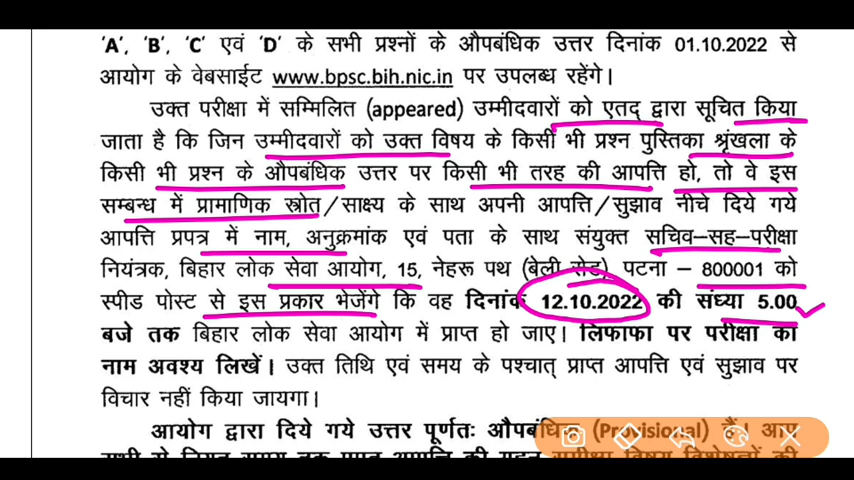 'A', 'B', 'C' एवं 'D' के सभी प्रश्नों के औपबंधिक उत्तर दिनांक 01.10.2022 से
आयोग के वेबसाईट www.bpsc.bih.nic.in पर उपलब्ध रहेंगे।
उक्त परीक्षा में सम्मिलित (appeared) उम्मीदवारों को एतद् द्वारा सूचित किया
जाता है कि जिन उम्मीदवारों को उक्त विषय के किसी भी प्रश्न पुस्तिका श्रृंखला के
किसी भी प्रश्न के औपबंधिक उत्तर पर किसी भी तरह की आपत्ति हो, तो वे इस
सम्बन्ध में प्रामाणिक स्त्रोत/साक्ष्य के साथ अपनी आपत्ति/सुझाव नीचे दिये गये
आपत्ति प्रपत्र में नाम, अनुक्रमांक एवं पता के साथ संयुक्त सचिव-सह-परीक्षा
नियंत्रक, बिहार लोक सेवा आयोग, 15, नेहरू पथ (बेली रोड) पटना – 800001 को
स्पीड पोस्ट से इस प्रकार भेजेंगे कि वह दिनांक 12.10.2022 की संध्या 5.00
बजे तक बिहार लोक सेवा आयोग में प्राप्त हो जाए। लिफाफा पर परीक्षा का
नाम अवश्य लिखें। उक्त तिथि एवं समय के पश्चात् प्राप्त आपत्ति एवं सुझाव पर
विचार नहीं किया जायगा।
आयोग द्वारा दिये गये उत्तर पूर्णतः औपबंधिक (Provisional) हैं। आप